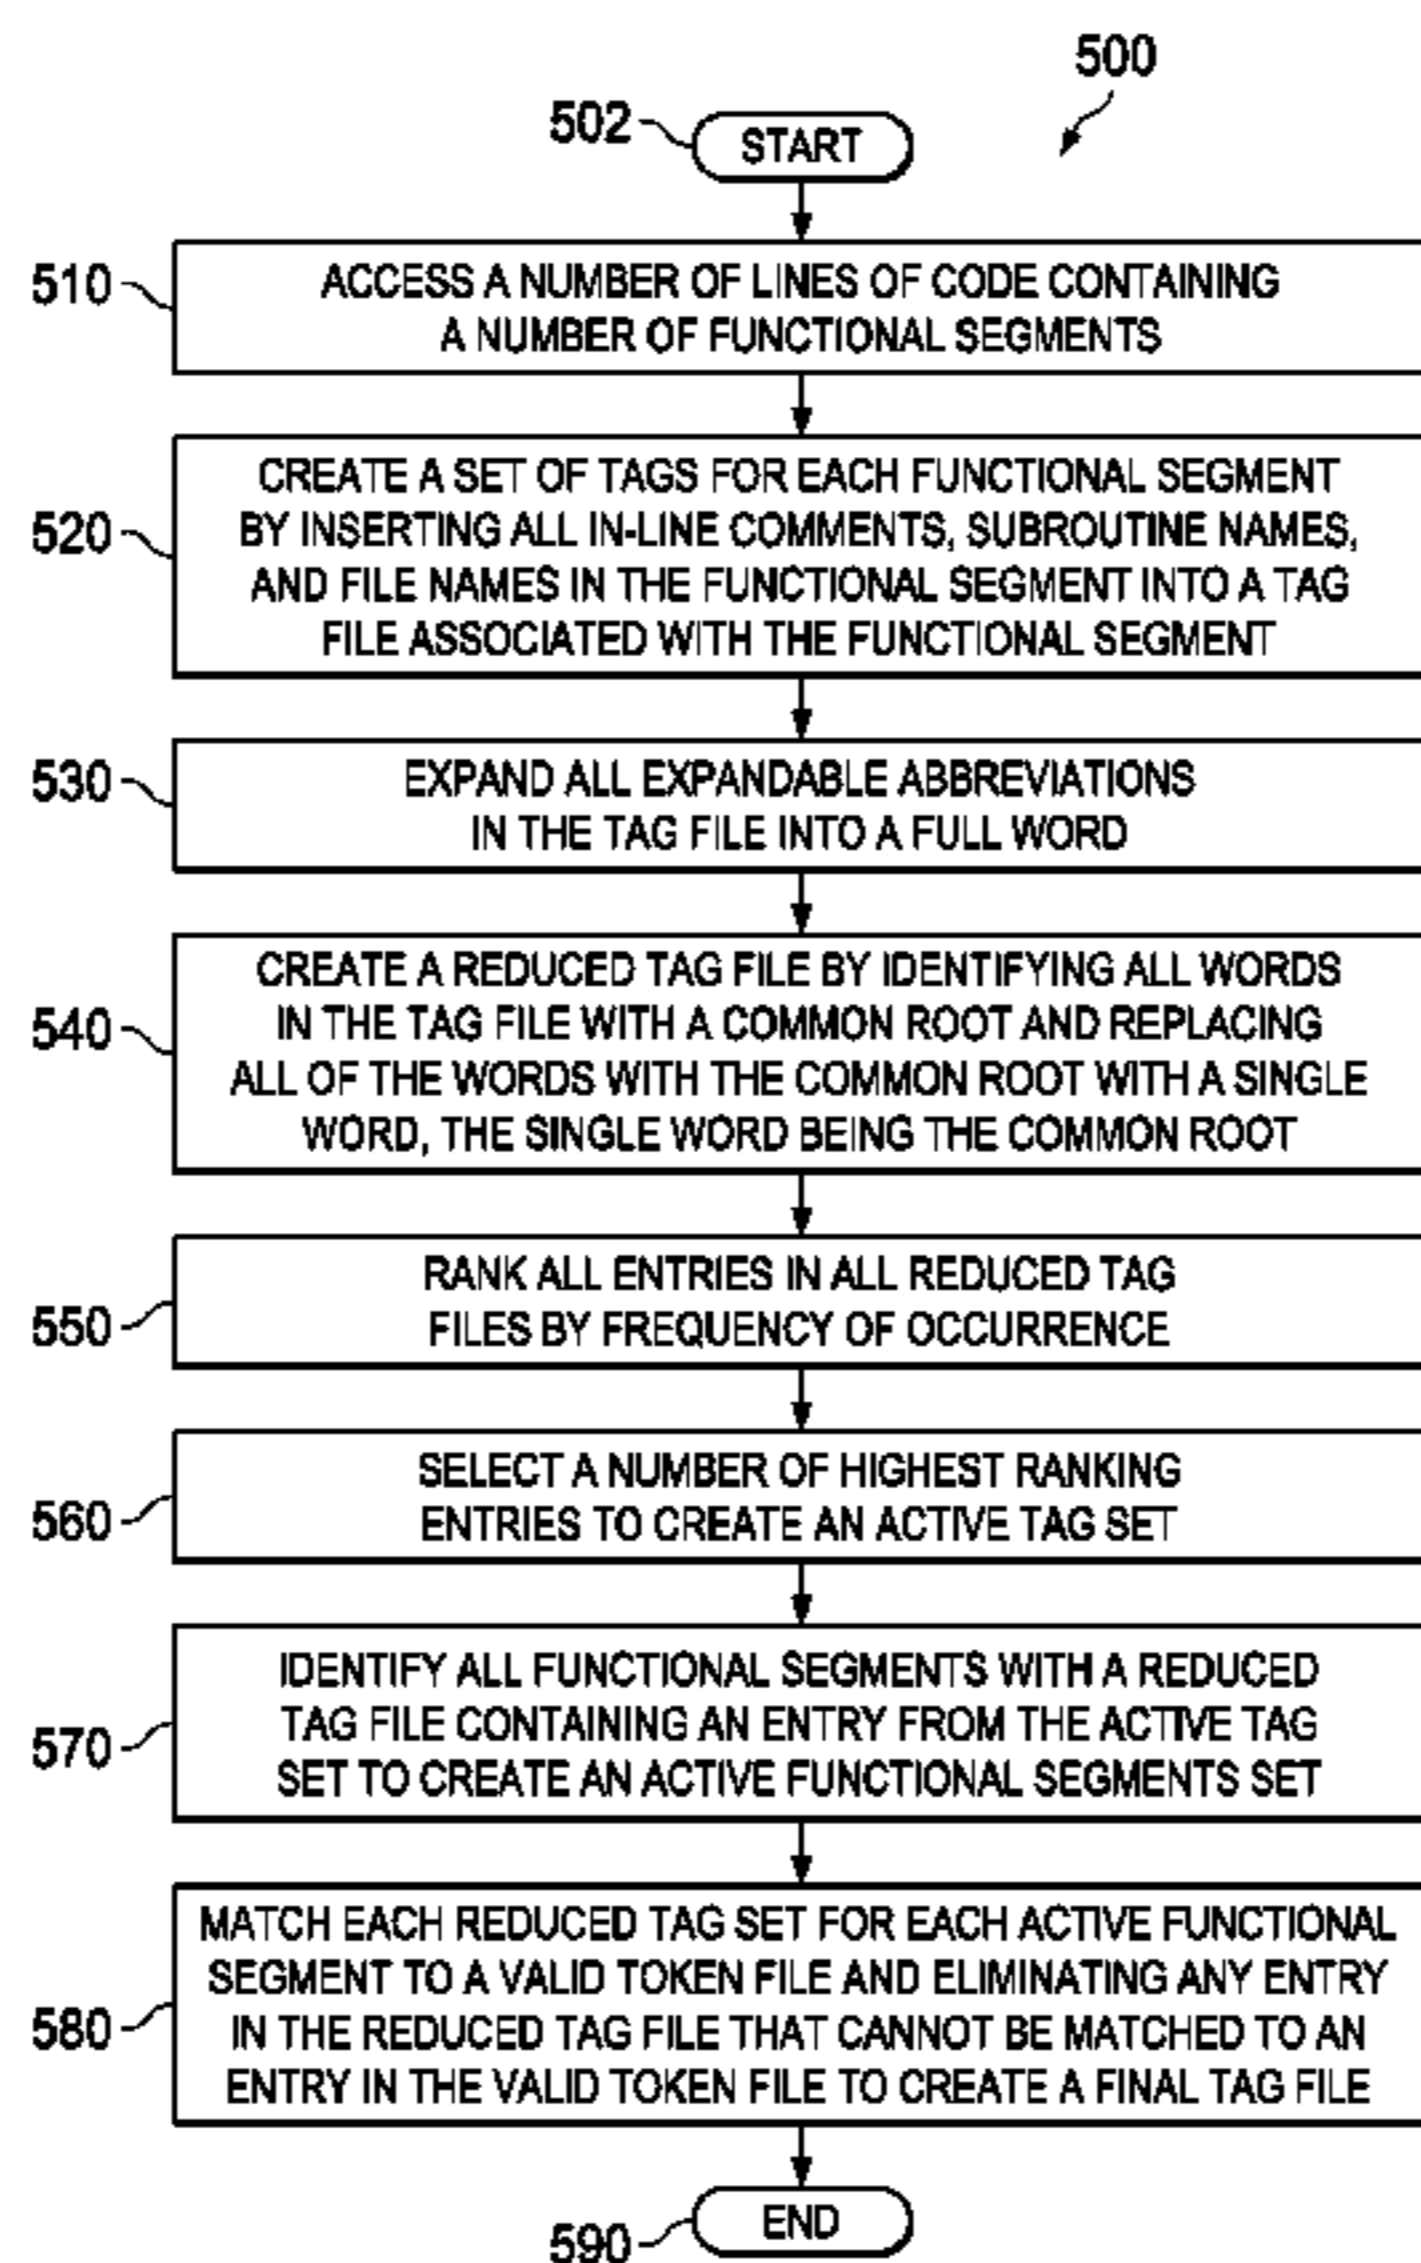 500
502
START
510
ACCESS A NUMBER OF LINES OF CODE CONTAINING
A NUMBER OF FUNCTIONAL SEGMENTS
520
CREATE A SET OF TAGS FOR EACH FUNCTIONAL SEGMENT
BY INSERTING ALL IN-LINE COMMENTS, SUBROUTINE NAMES,
AND FILE NAMES IN THE FUNCTIONAL SEGMENT INTO A TAG
FILE ASSOCIATED WITH THE FUNCTIONAL SEGMENT
530
EXPAND ALL EXPANDABLE ABBREVIATIONS
IN THE TAG FILE INTO A FULL WORD
540
CREATE A REDUCED TAG FILE BY IDENTIFYING ALL WORDS
IN THE TAG FILE WITH A COMMON ROOT AND REPLACING
ALL OF THE WORDS WITH THE COMMON ROOT WITH A SINGLE
WORD, THE SINGLE WORD BEING THE COMMON ROOT
550
RANK ALL ENTRIES IN ALL REDUCED TAG
FILES BY FREQUENCY OF OCCURRENCE
560
SELECT A NUMBER OF HIGHEST RANKING
ENTRIES TO CREATE AN ACTIVE TAG SET
570
IDENTIFY ALL FUNCTIONAL SEGMENTS WITH A REDUCED
TAG FILE CONTAINING AN ENTRY FROM THE ACTIVE TAG
SET TO CREATE AN ACTIVE FUNCTIONAL SEGMENTS SET
580
MATCH EACH REDUCED TAG SET FOR EACH ACTIVE FUNCTIONAL
SEGMENT TO A VALID TOKEN FILE AND ELIMINATING ANY ENTRY
IN THE REDUCED TAG FILE THAT CANNOT BE MATCHED TO AN
ENTRY IN THE VALID TOKEN FILE TO CREATE A FINAL TAG FILE
590
END